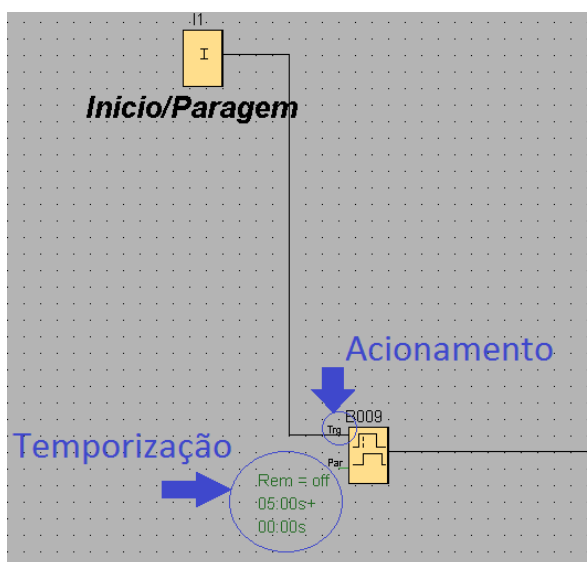 I1
I
Inicio/Paragem
Acionamento
B009
Trg
Temporização
Par
Rem = off
05:00s+
00:00s